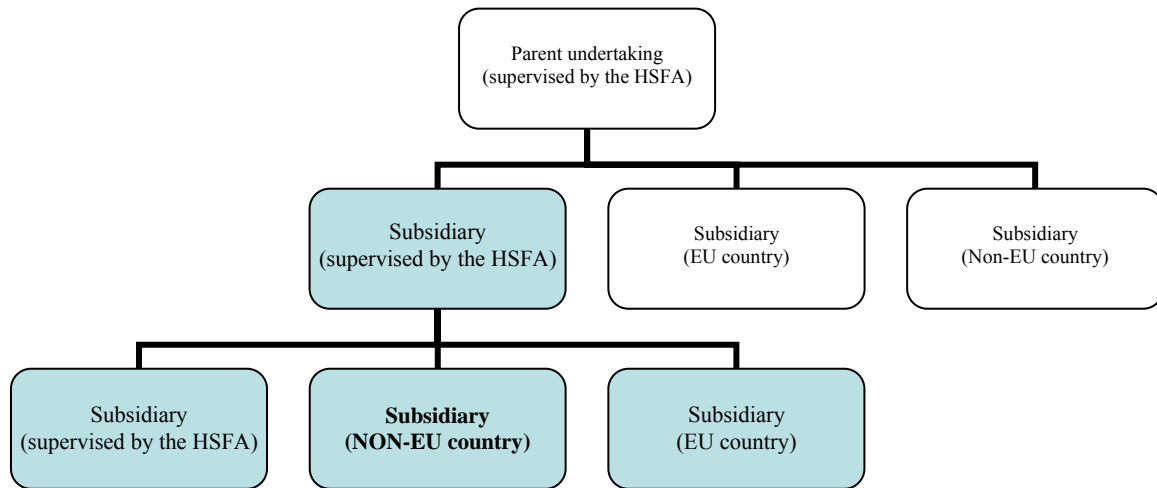 Parent undertaking
(supervised by the HSFA)
Subsidiary
(supervised by the HSFA)
Subsidiary
(EU country)
Subsidiary
(Non-EU country)
Subsidiary
(supervised by the HSFA)
Subsidiary
(NON-EU country)
Subsidiary
(EU country)